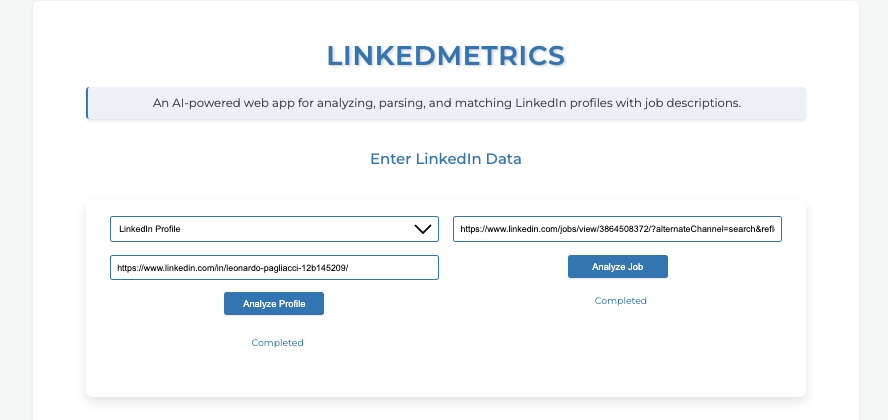 LINKEDMETRICS
An AI-powered web app for analyzing, parsing, and matching LinkedIn profiles with job descriptions.
Enter LinkedIn Data
LinkedIn Profile
https://www.linkedin.com/in/leonardo-pagliacci-12b145209/
Analyze Profile
Completed
https://www.linkedin.com/jobs/view/3864508372/?alternateChannel=search&refl
Analyze Job
Completed